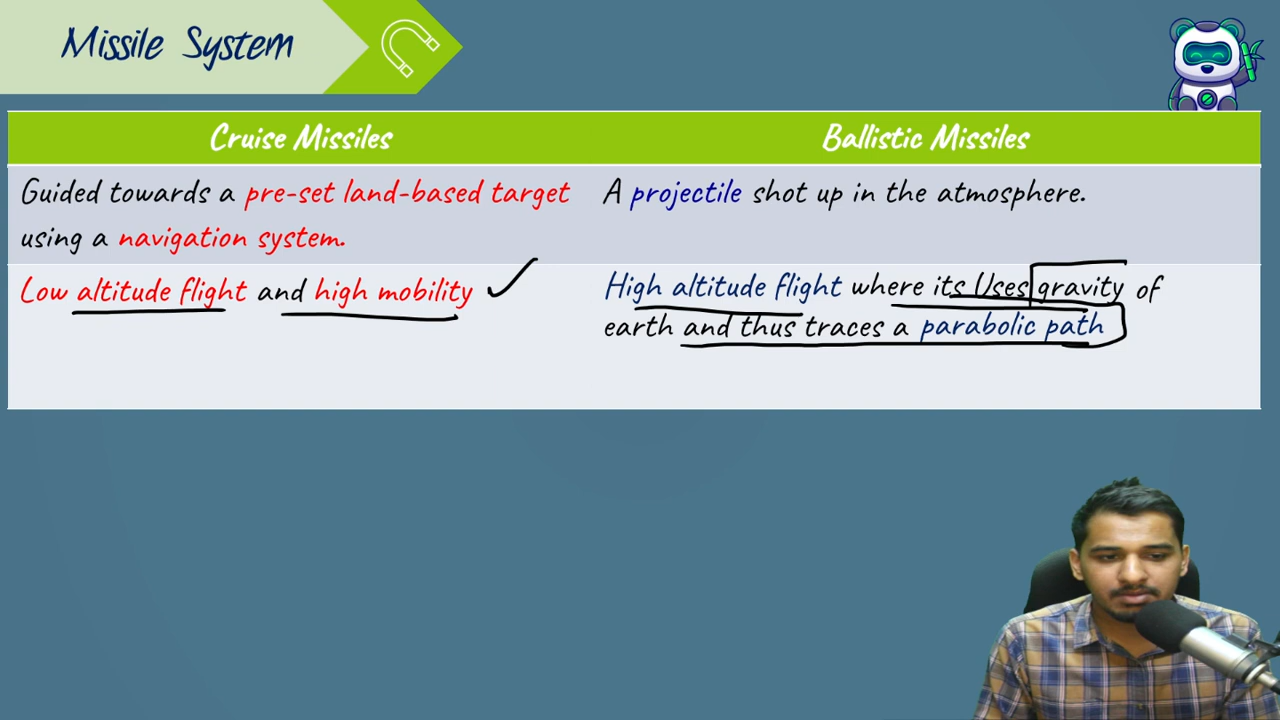 Missile System
Cruise Missiles
Ballistic Missiles
Guided towards a pre-set land-based target
using a navigation system.
A projectile shot up in the atmosphere.
Low altitude flight and high mobility
High altitude flight where its Uses gravity of
earth and thus traces a parabolic path